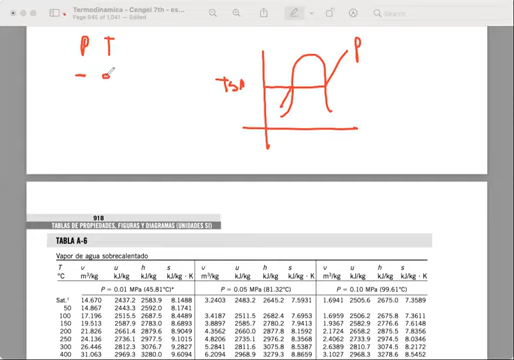 Termodinamica - Cengel 7th - es...
Página 940 de 1,041
P T
TSA
P
918
TABLAS DE PROPIEDADES, FIGURAS Y DIAGRAMAS (UNIDADES SI)
TABLA A-6
Vapor de agua sobrecalentado
T v u h s v u h s v u h s
°C m³/kg kJ/kg kJ/kg kJ/kg · K m³/kg kJ/kg kJ/kg kJ/kg · K m³/kg kJ/kg kJ/kg kJ/kg · K
P = 0.01 MPa (45.81°C)* P = 0.05 MPa (81.32°C) P = 0.10 MPa (99.61°C)
Sat.† 14.670 2437.2 2583.9 8.1488 3.2403 2483.2 2645.2 7.5931 1.6941 2505.6 2675.0 7.3589
50 14.867 2443.3 2592.0 8.1741
100 17.196 2515.5 2687.5 8.4489 3.4187 2511.5 2682.4 7.6953 1.6959 2506.2 2675.8 7.3611
150 19.513 2587.9 2783.0 8.6893 3.8897 2585.7 2780.2 7.9413 1.9367 2582.9 2776.6 7.6148
200 21.826 2661.4 2879.6 8.9049 4.3562 2660.0 2877.8 8.1592 2.1724 2658.2 2875.5 7.8356
250 24.136 2736.1 2977.5 9.1015 4.8206 2735.1 2976.2 8.3568 2.4062 2733.9 2974.5 8.0346
300 26.446 2812.3 3076.7 9.2827 5.2841 2811.6 3075.8 8.5387 2.6389 2810.7 3074.5 8.2172
400 31.063 2969.3 3280.0 9.6094 6.2094 2968.9 3279.3 8.8659 3.1027 2968.3 3278.6 8.5452